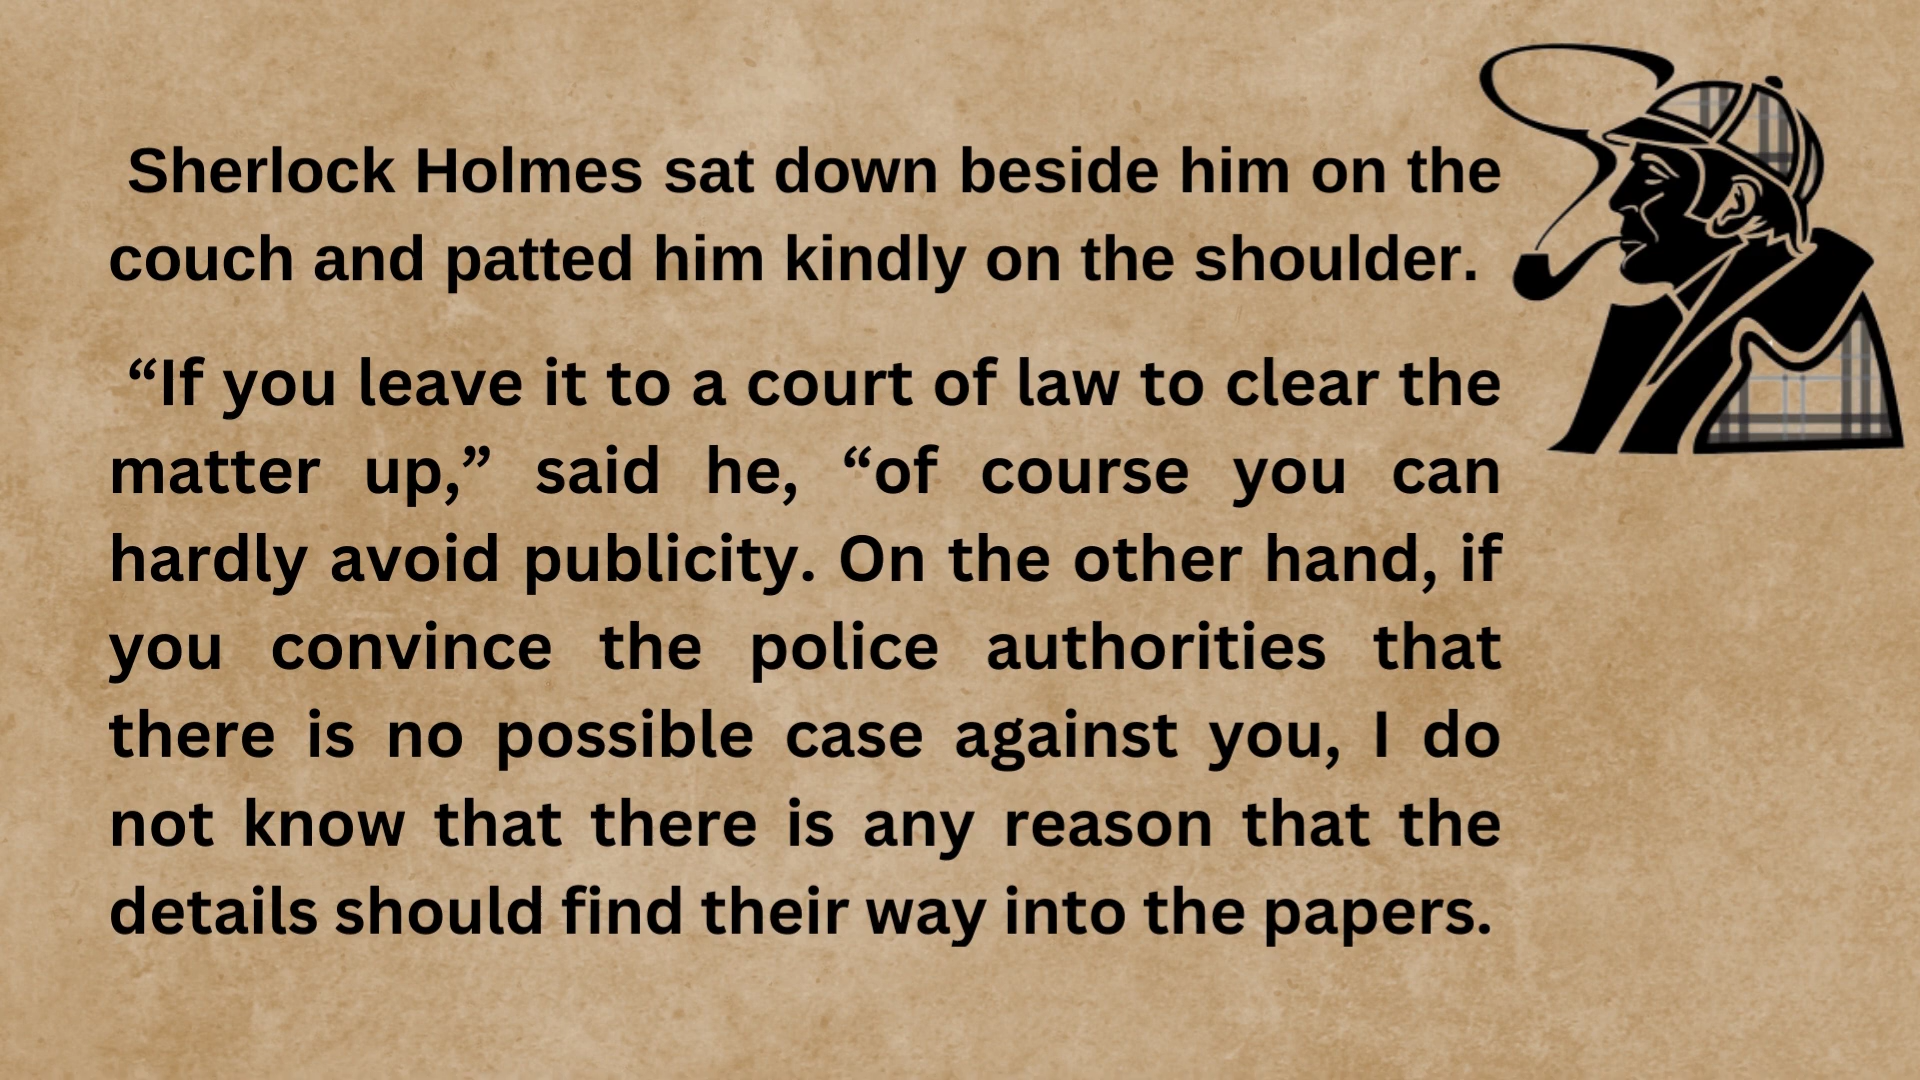 Sherlock Holmes sat down beside him on the
couch and patted him kindly on the shoulder.
“If you leave it to a court of law to clear the
matter up,” said he, “of course you can
hardly avoid publicity. On the other hand, if
you convince the police authorities that
there is no possible case against you, I do
not know that there is any reason that the
details should find their way into the papers.